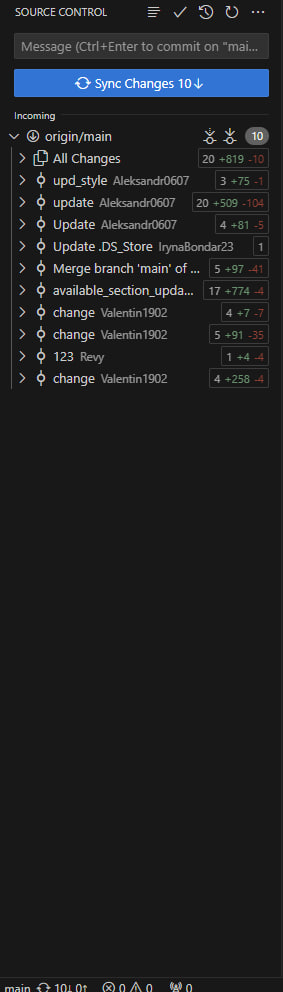 SOURCE CONTROL
Message (Ctrl+Enter to commit on "mai...
Sync Changes 10↓
Incoming
origin/main 10
All Changes 20 +819 -10
upd_style Aleksandr0607 3 +75 -1
update Aleksandr0607 20 +509 -104
Update Aleksandr0607 4 +81 -5
Update .DS_Store IrynaBondar23 1
Merge branch 'main' of ... 5 +97 -41
available_section_upda... 17 +774 -4
change Valentin1902 4 +7 -7
change Valentin1902 5 +91 -35
123 Revy 1 +4 -4
change Valentin1902 4 +258 -4
main 10↓ 0↑ 0 0 0